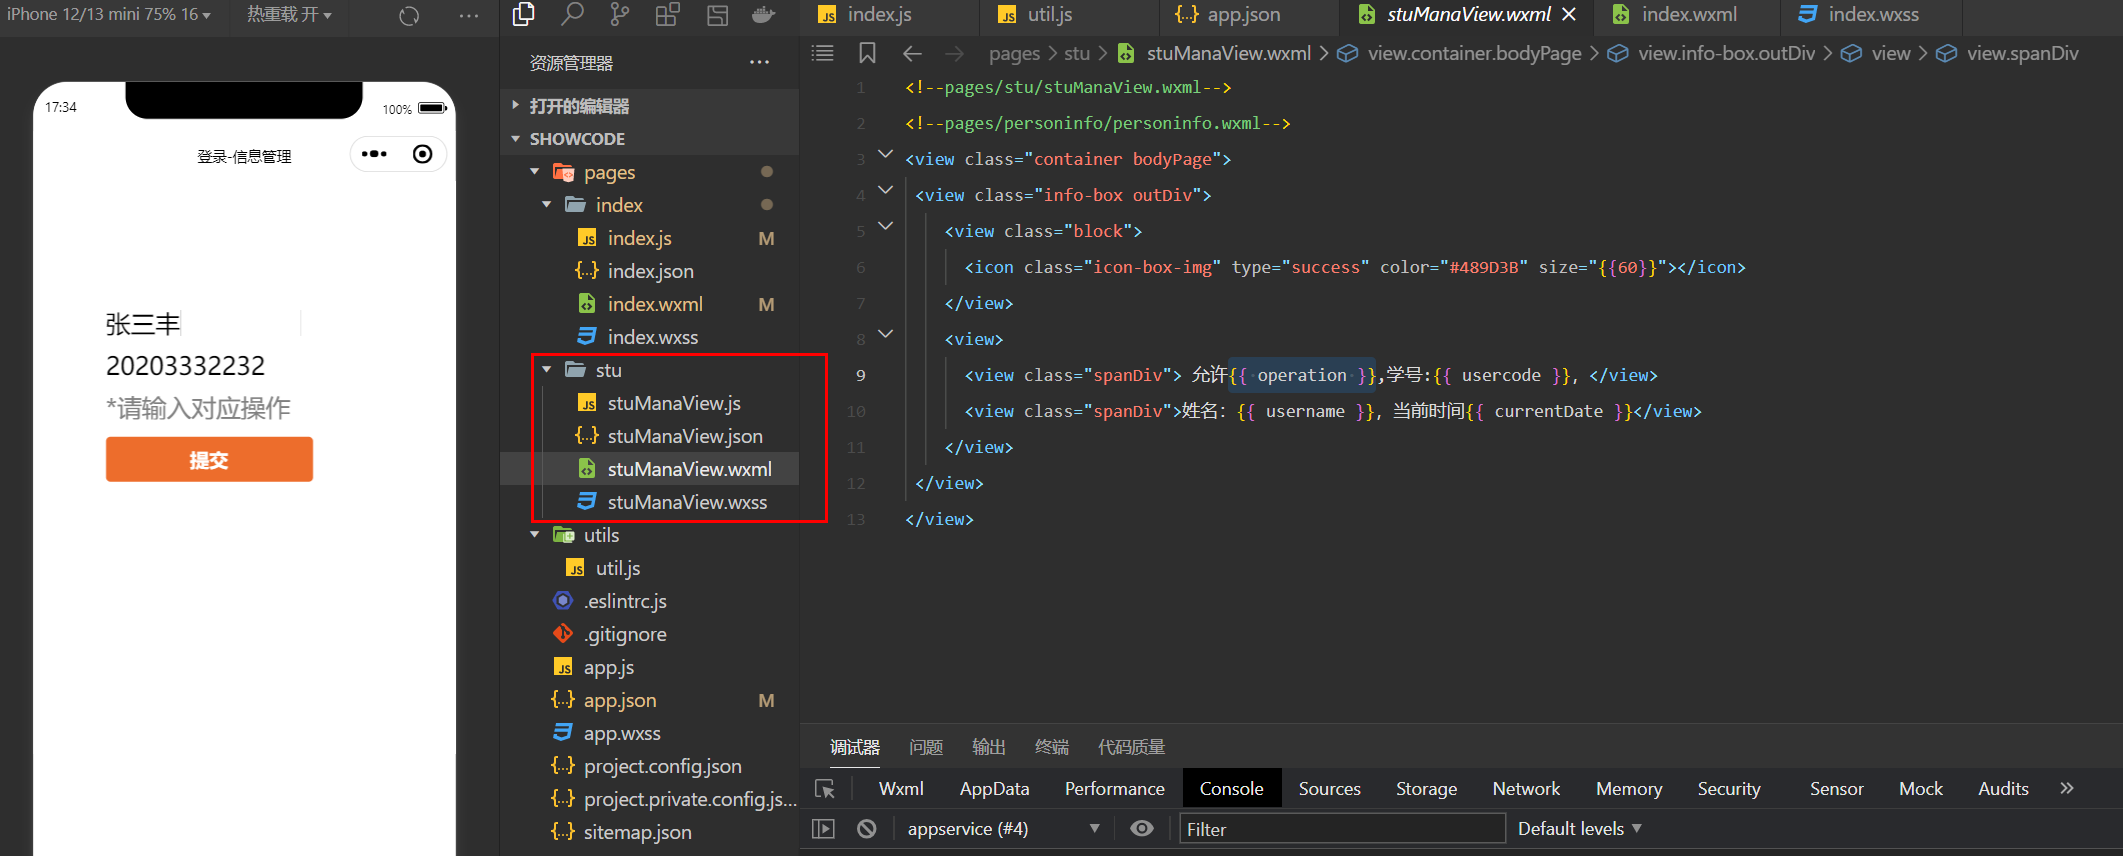 iPhone 12/13 mini 75% 16
热重载 开
17:34
100%
登录-信息管理
张三丰
20203332232
*请输入对应操作
提交
资源管理器
打开的编辑器
SHOWCODE
pages
index
index.js M
index.json
index.wxml M
index.wxss
stu
stuManaView.js
stuManaView.json
stuManaView.wxml
stuManaView.wxss
utils
util.js
.eslintrc.js
.gitignore
app.js
app.json M
app.wxss
project.config.json
project.private.config.js...
sitemap.json
index.js
util.js
app.json
stuManaView.wxml
index.wxml
index.wxss
pages > stu > stuManaView.wxml > view.container.bodyPage > view.info-box.outDiv > view > view.spanDiv
1 <!--pages/stu/stuManaView.wxml-->
2 <!--pages/personinfo/personinfo.wxml-->
3 <view class="container bodyPage">
4 <view class="info-box outDiv">
5 <view class="block">
6 <icon class="icon-box-img" type="success" color="#489D3B" size="{{60}}"></icon>
7 </view>
8 <view>
9 <view class="spanDiv"> 允许{{ operation }},学号:{{ usercode }}, </view>
10 <view class="spanDiv">姓名: {{ username }}, 当前时间{{ currentDate }}</view>
11 </view>
12 </view>
13 </view>
调试器 问题 输出 终端 代码质量
Wxml AppData Performance Console Sources Storage Network Memory Security Sensor Mock Audits
appservice (#4) Filter Default levels